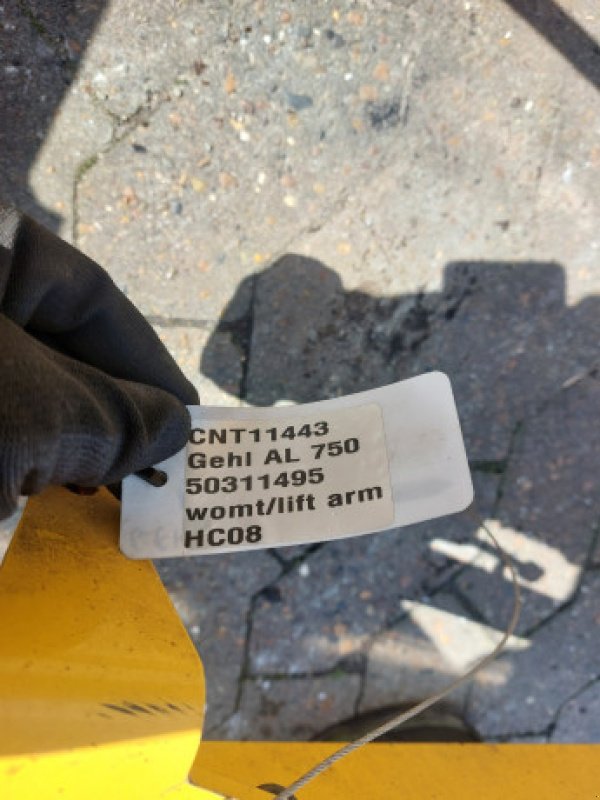 CNT11443
Gehl AL 750
50311495
womt/lift arm
HC08